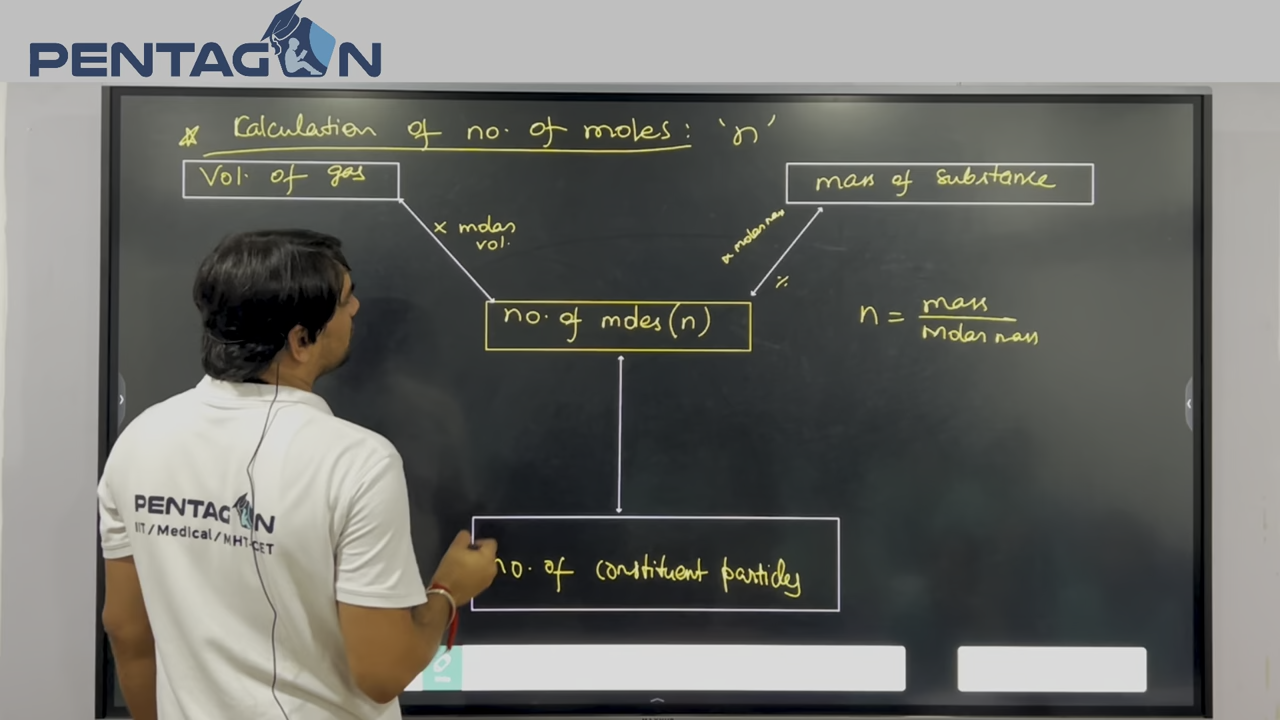 PENTAGON
* Calculation of no. of moles: 'n'
Vol. of gas
mass of substance
x molar
vol.
x molar mass
%
no. of moles (n)
n = mass
molar mass
no. of constituent particles
PENTAGON
IIT / Medical / MHT-CET